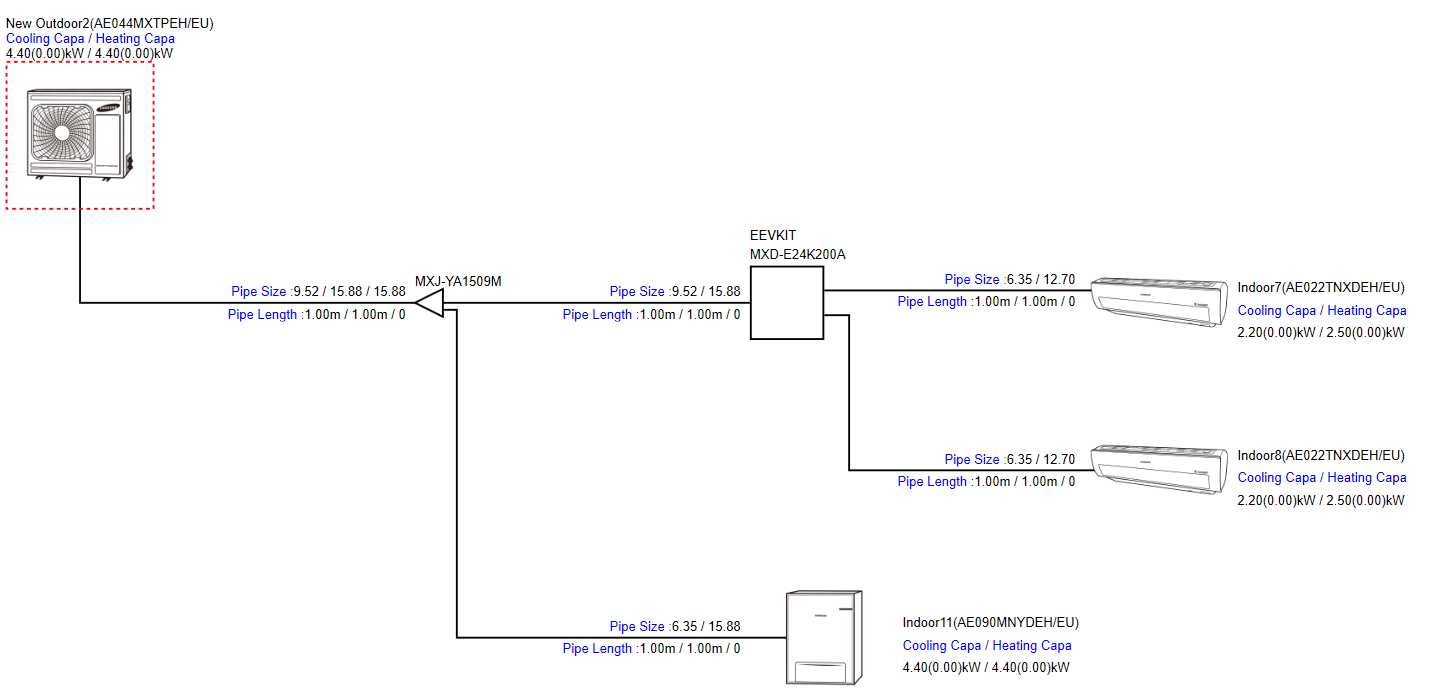 New Outdoor2(AE044MXTPEH/EU)
Cooling Capa / Heating Capa
4.40(0.00)kW / 4.40(0.00)kW
SAMSUNG
EEVKIT
MXD-E24K200A
MXJ-YA1509M
Pipe Size :9.52 / 15.88 / 15.88
Pipe Length :1.00m / 1.00m / 0
Pipe Size :9.52 / 15.88
Pipe Length :1.00m / 1.00m / 0
Pipe Size :6.35 / 12.70
Pipe Length :1.00m / 1.00m / 0
Indoor7(AE022TNXDEH/EU)
Cooling Capa / Heating Capa
2.20(0.00)kW / 2.50(0.00)kW
Pipe Size :6.35 / 12.70
Pipe Length :1.00m / 1.00m / 0
Indoor8(AE022TNXDEH/EU)
Cooling Capa / Heating Capa
2.20(0.00)kW / 2.50(0.00)kW
Pipe Size :6.35 / 15.88
Pipe Length :1.00m / 1.00m / 0
Indoor11(AE090MNYDEH/EU)
Cooling Capa / Heating Capa
4.40(0.00)kW / 4.40(0.00)kW